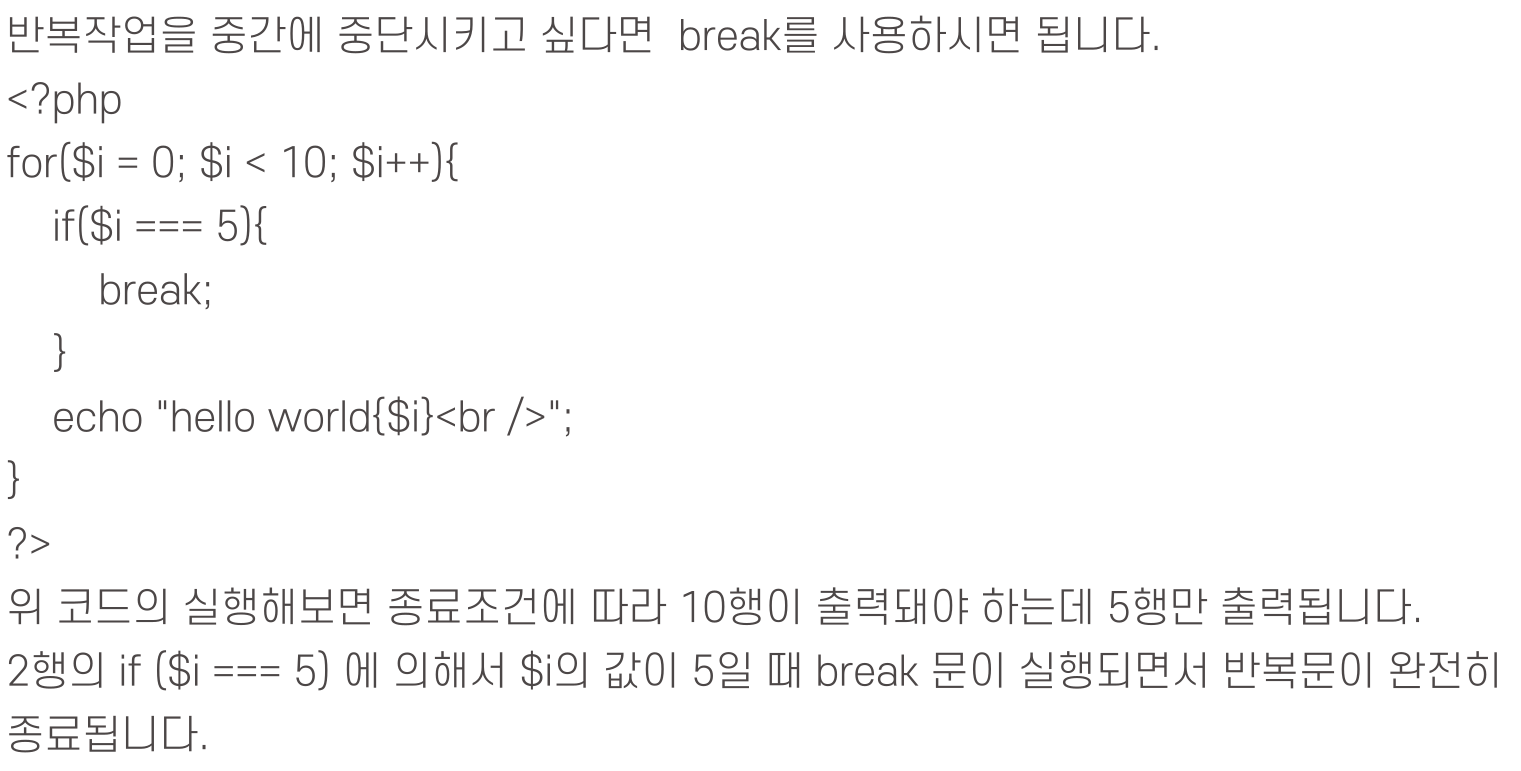 반복작업을 중간에 중단시키고 싶다면  break를 사용하시면 됩니다.
<?php
for($i = 0; $i < 10; $i++){
    if($i === 5){
        break;
    }
    echo "hello world{$i}<br />";
}
?>
위 코드의 실행해보면 종료조건에 따라 10행이 출력돼야 하는데 5행만 출력됩니다.
2행의 if ($i === 5) 에 의해서 $i의 값이 5일 때 break 문이 실행되면서 반복문이 완전히
종료됩니다.